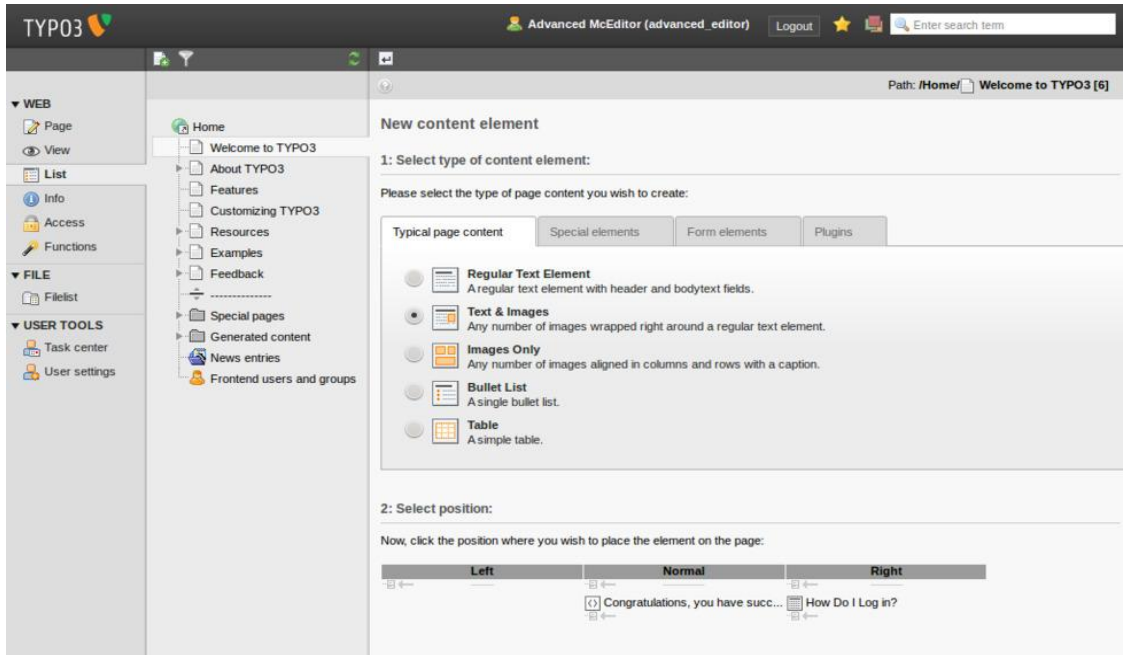 TYPO3
Advanced McEditor (advanced_editor)
Logout
Enter search term
Path: /Home/ Welcome to TYPO3 [6]
WEB
Page
View
List
Info
Access
Functions
FILE
Filelist
USER TOOLS
Task center
User settings
Home
Welcome to TYPO3
About TYPO3
Features
Customizing TYPO3
Resources
Examples
Feedback
--------------
Special pages
Generated content
News entries
Frontend users and groups
New content element
1: Select type of content element:
Please select the type of page content you wish to create:
Typical page content
Special elements
Form elements
Plugins
Regular Text Element
A regular text element with header and bodytext fields.
Text & Images
Any number of images wrapped right around a regular text element.
Images Only
Any number of images aligned in columns and rows with a caption.
Bullet List
A single bullet list.
Table
A simple table.
2: Select position:
Now, click the position where you wish to place the element on the page:
Left Normal Right
Congratulations, you have succ... How Do I Log in?